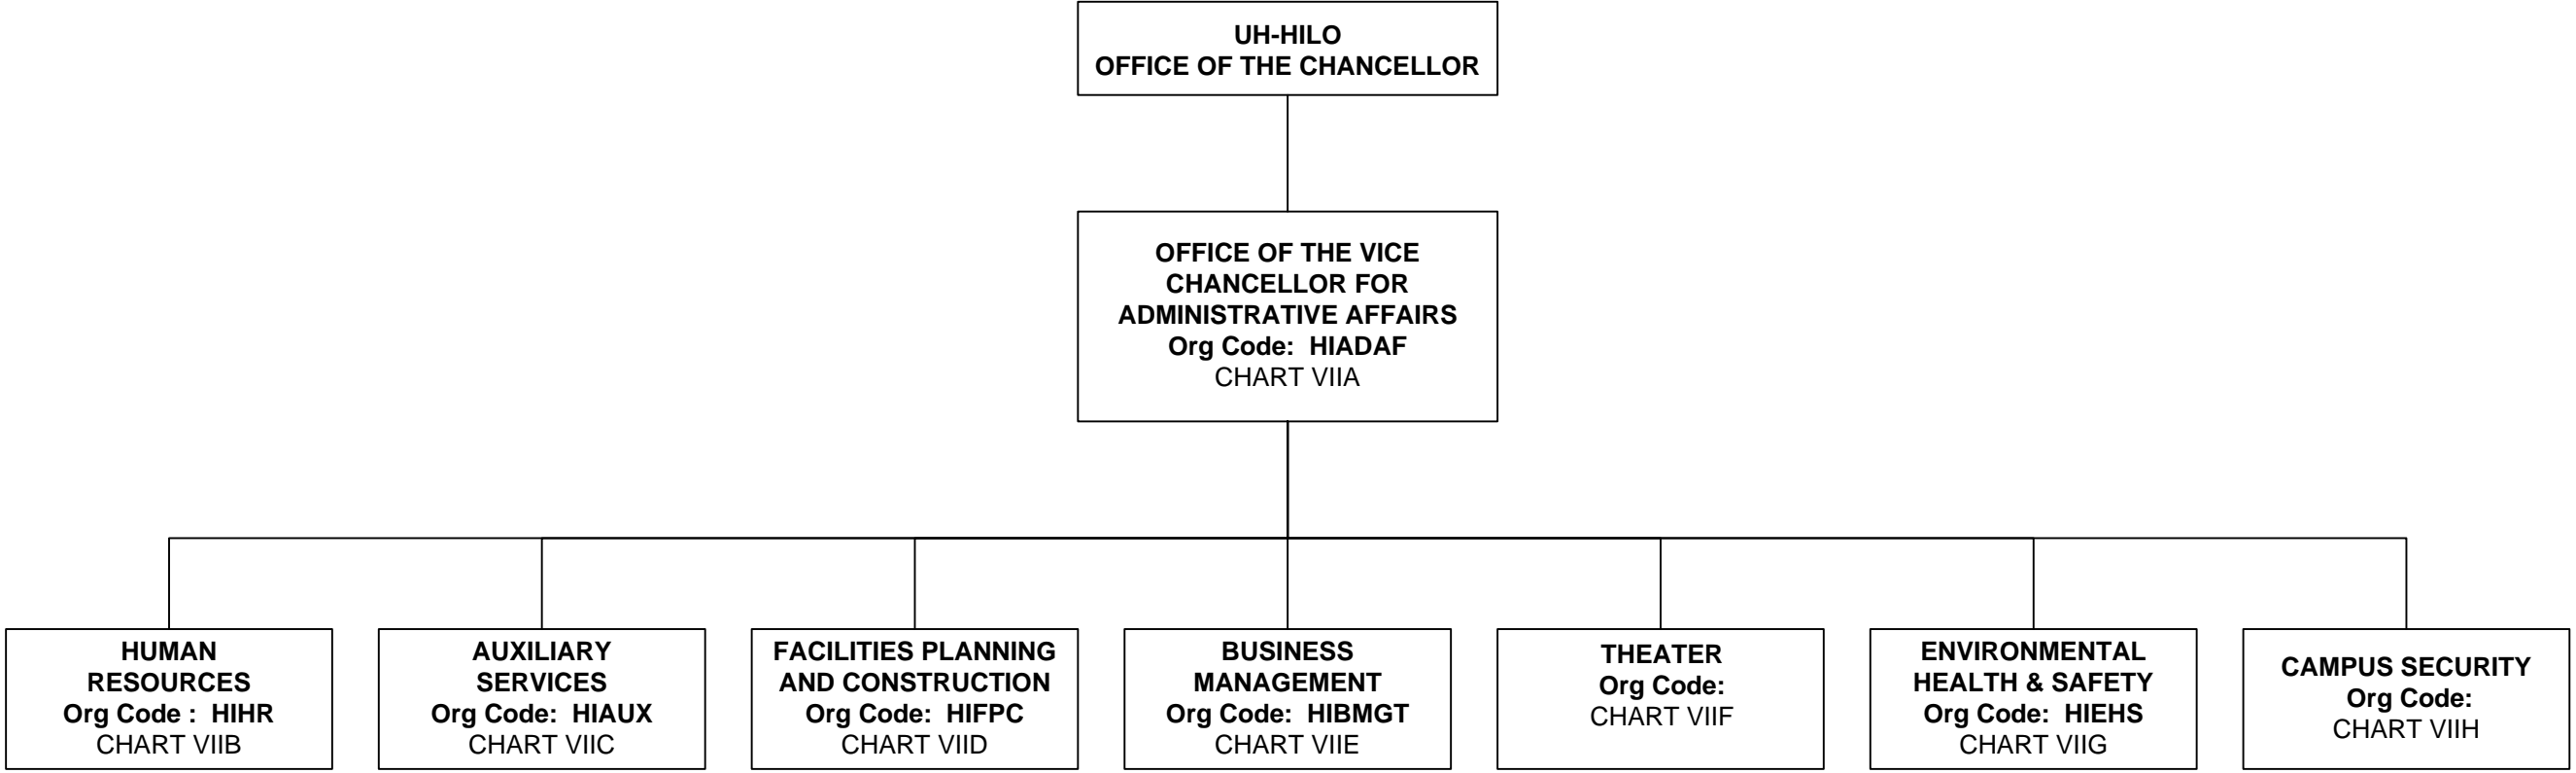 UH-HILO
OFFICE OF THE CHANCELLOR
OFFICE OF THE VICE
CHANCELLOR FOR
ADMINISTRATIVE AFFAIRS
Org Code:  HIADAF
CHART VIIA
HUMAN
RESOURCES
Org Code :  HIHR
CHART VIIB
AUXILIARY
SERVICES
Org Code:  HIAUX
CHART VIIC
FACILITIES PLANNING
AND CONSTRUCTION
Org Code:  HIFPC
CHART VIID
BUSINESS
MANAGEMENT
Org Code:  HIBMGT
CHART VIIE
THEATER
Org Code:
CHART VIIF
ENVIRONMENTAL
HEALTH & SAFETY
Org Code:  HIEHS
CHART VIIG
CAMPUS SECURITY
Org Code:
CHART VIIH